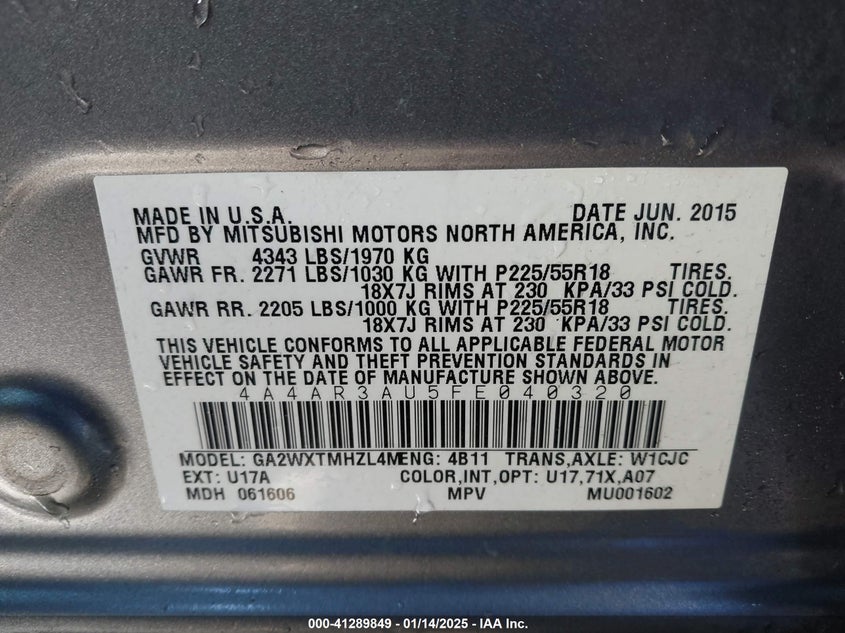 MADE IN U.S.A. DATE JUN. 2015
MFD BY MITSUBISHI MOTORS NORTH AMERICA, INC.
GVWR 4343 LBS/1970 KG
GAWR FR. 2271 LBS/1030 KG WITH P225/55R18 TIRES.
18X7J RIMS AT 230 KPA/33 PSI COLD.
GAWR RR. 2205 LBS/1000 KG WITH P225/55R18 TIRES.
18X7J RIMS AT 230 KPA/33 PSI COLD.
THIS VEHICLE CONFORMS TO ALL APPLICABLE FEDERAL MOTOR
VEHICLE SAFETY AND THEFT PREVENTION STANDARDS IN
EFFECT ON THE DATE OF MANUFACTURE SHOWN ABOVE.
4A4AR3AU5FE040320
MODEL: GA2WXTMHZL4M ENG: 4B11 TRANS,AXLE: W1CJC
EXT: U17A COLOR,INT,OPT: U17,71X,A07
MDH 061606 MPV MU001602
000-41289849 - 01/14/2025 - IAA Inc.